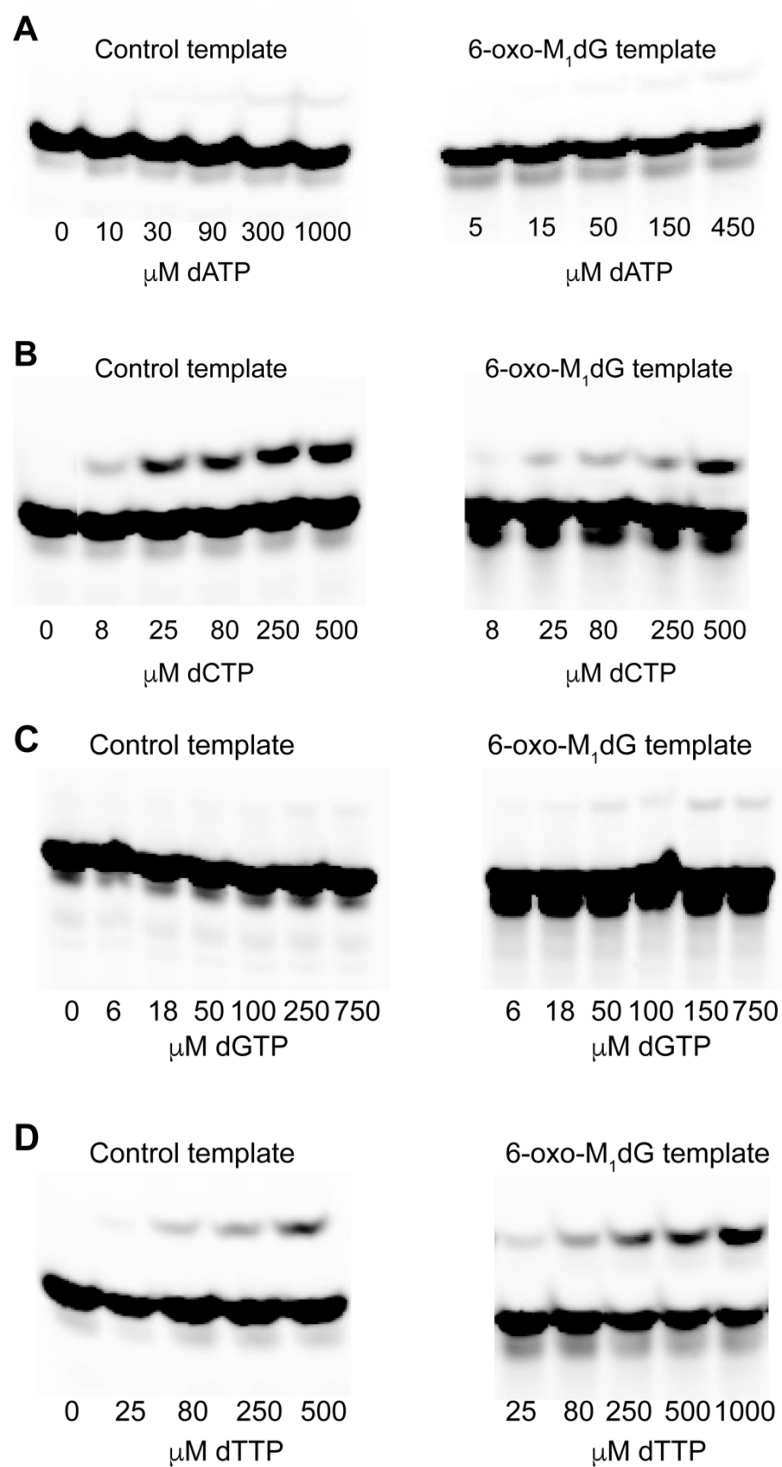 A
Control template 6-oxo-M₁dG template
0 10 30 90 300 1000 5 15 50 150 450
μM dATP μM dATP
B
Control template 6-oxo-M₁dG template
0 8 25 80 250 500 8 25 80 250 500
μM dCTP μM dCTP
C
Control template 6-oxo-M₁dG template
0 6 18 50 100 250 750 6 18 50 100 150 750
μM dGTP μM dGTP
D
Control template 6-oxo-M₁dG template
0 25 80 250 500 25 80 250 500 1000
μM dTTP μM dTTP